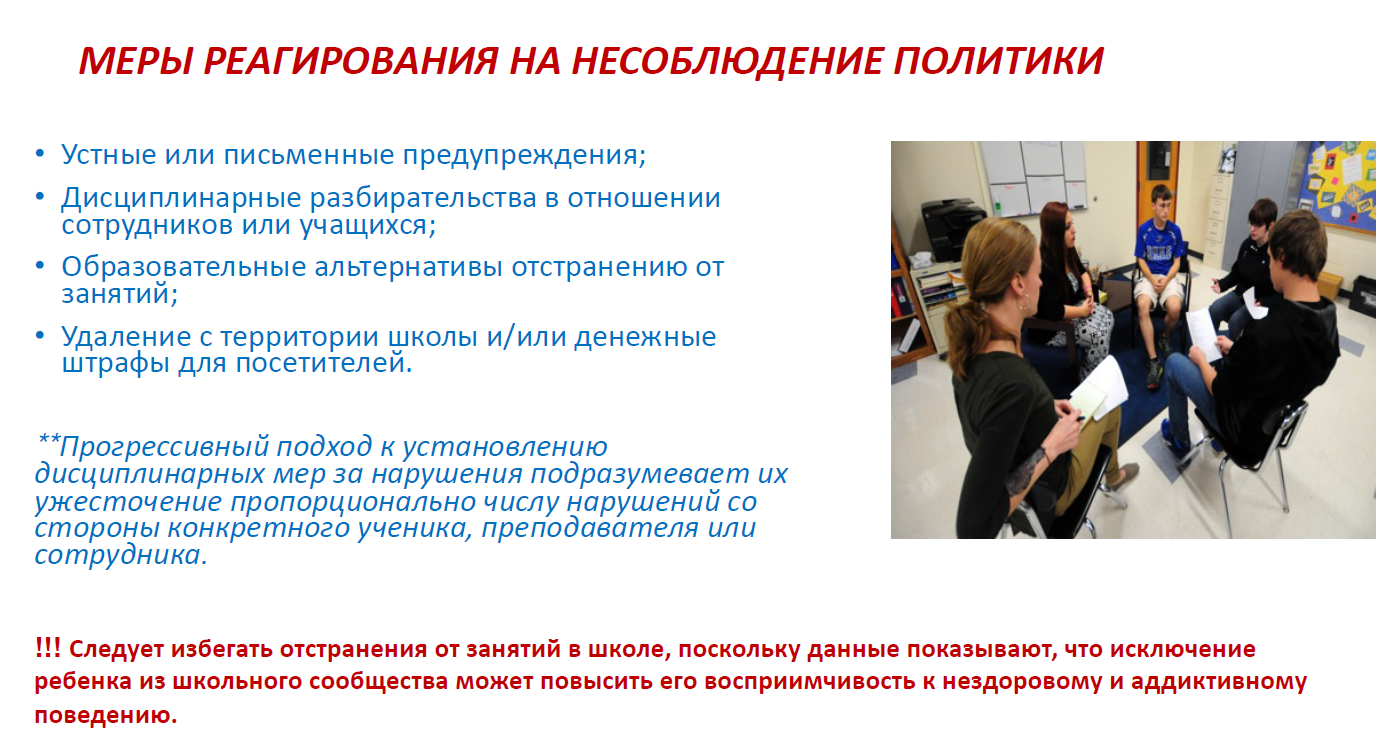 МЕРЫ РЕАГИРОВАНИЯ НА НЕСОБЛЮДЕНИЕ ПОЛИТИКИ
• Устные или письменные предупреждения;
• Дисциплинарные разбирательства в отношении
сотрудников или учащихся;
• Образовательные альтернативы отстранению от
занятий;
• Удаление с территории школы и/или денежные
штрафы для посетителей.
**Прогрессивный подход к установлению
дисциплинарных мер за нарушения подразумевает их
ужесточение пропорционально числу нарушений со
стороны конкретного ученика, преподавателя или
сотрудника.
!!! Следует избегать отстранения от занятий в школе, поскольку данные показывают, что исключение
ребенка из школьного сообщества может повысить его восприимчивость к нездоровому и аддиктивному
поведению.